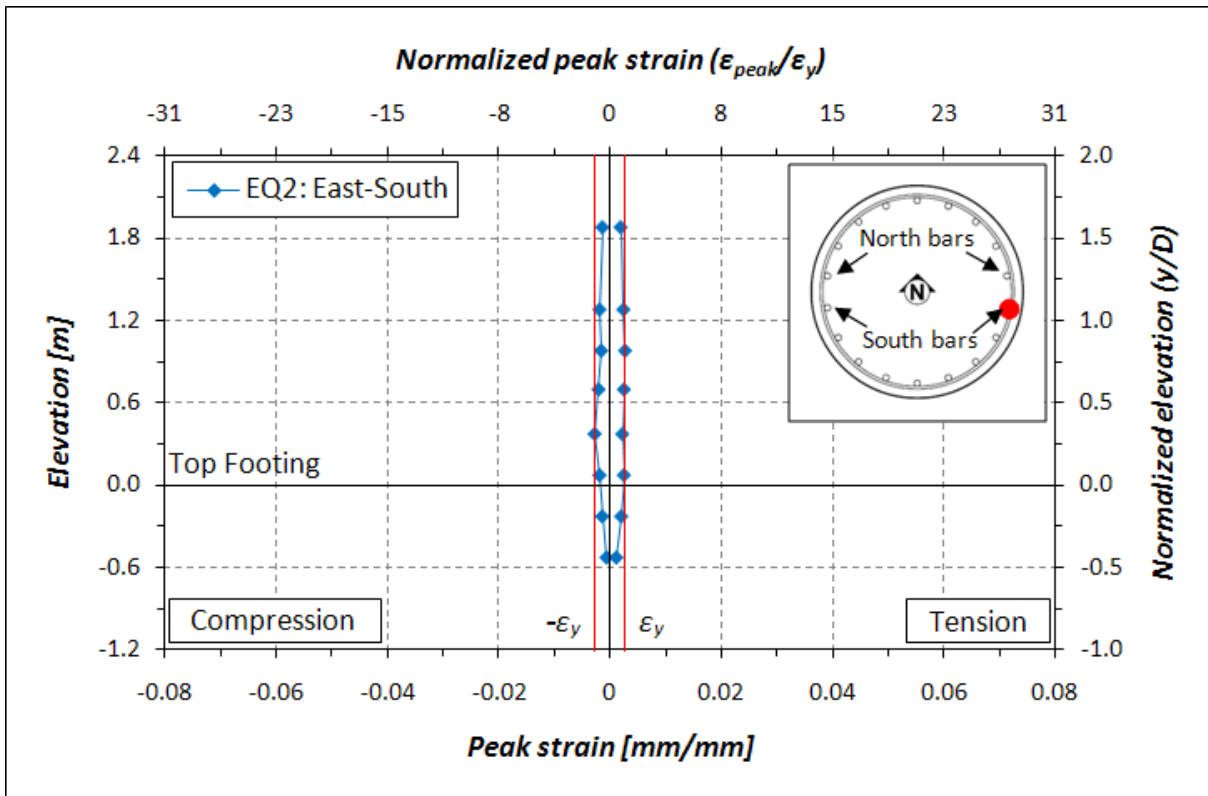 Normalized peak strain (εpeak/εy)
-31 -23 -15 -8 0 8 15 23 31
2.4 2.0
EQ2: East-South
1.8 1.5
North bars
N
1.2 1.0
South bars
0.6 0.5
Top Footing
0.0 0.0
-0.6 -0.5
Compression -εy εy Tension
-1.2 -1.0
-0.08 -0.06 -0.04 -0.02 0 0.02 0.04 0.06 0.08
Peak strain [mm/mm]
Elevation [m]
Normalized elevation (y/D)